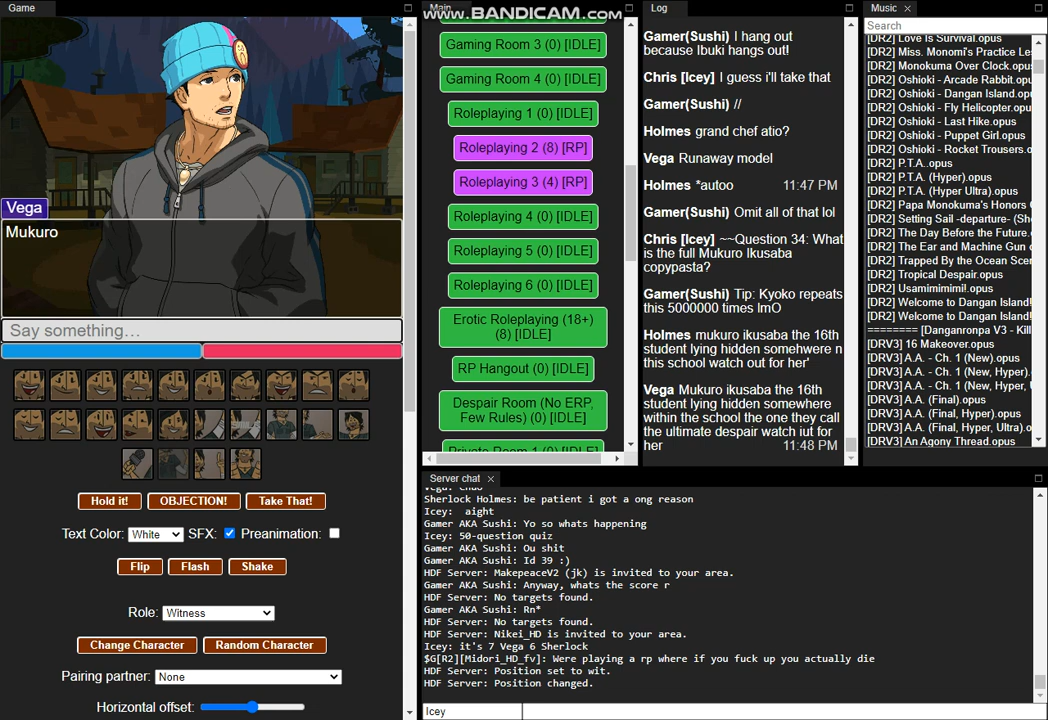 Game
Vega
Mukuro
Say something…
Hold it!
OBJECTION!
Take That!
Text Color:
White
SFX:
Preanimation:
Flip
Flash
Shake
Role:
Witness
Change Character
Random Character
Pairing partner:
None
Horizontal offset:
Main
www.BANDICAM.com
Gaming Room 3 (0) [IDLE]
Gaming Room 4 (0) [IDLE]
Roleplaying 1 (0) [IDLE]
Roleplaying 2 (8) [RP]
Roleplaying 3 (4) [RP]
Roleplaying 4 (0) [IDLE]
Roleplaying 5 (0) [IDLE]
Roleplaying 6 (0) [IDLE]
Erotic Roleplaying (18+)
(8) [IDLE]
RP Hangout (0) [IDLE]
Despair Room (No ERP,
Few Rules) (0) [IDLE]
Private Room 1 (0) [IDLE]
Log
Gamer(Sushi) I hang out
because Ibuki hangs out!
Chris [Icey] I guess i'll take that
Gamer(Sushi) //
Holmes grand chef atio?
Vega Runaway model
Holmes *autoo 11:47 PM
Gamer(Sushi) Omit all of that lol
Chris [Icey] ~~Question 34: What
is the full Mukuro Ikusaba
copypasta?
Gamer(Sushi) Tip: Kyoko repeats
this 5000000 times lmO
Holmes mukuro ikusaba the 16th
student lying hidden somehwere n
this school watch out for her'
Vega Mukuro ikusaba the 16th
student lying hidden somewhere
within the school the one they call
the ultimate despair watch iut for
her 11:48 PM
Music
Search
[DR2] Love Is Survival.opus
[DR2] Miss. Monomi's Practice Les
[DR2] Monokuma Over Clock.opus
[DR2] Oshioki - Arcade Rabbit.opu
[DR2] Oshioki - Dangan Island.opu
[DR2] Oshioki - Fly Helicopter.opus
[DR2] Oshioki - Last Hike.opus
[DR2] Oshioki - Puppet Girl.opus
[DR2] Oshioki - Rocket Trousers.o
[DR2] P.T.A..opus
[DR2] P.T.A. (Hyper).opus
[DR2] P.T.A. (Hyper Ultra).opus
[DR2] Papa Monokuma's Honors
[DR2] Setting Sail -departure- (Sh
[DR2] The Day Before the Future.
[DR2] The Ear and Machine Gun
[DR2] Trapped By the Ocean Scen
[DR2] Tropical Despair.opus
[DR2] Usamimimimi!.opus
[DR2] Welcome to Dangan Island!
[DR2] Welcome to Dangan Island!
======== [Danganronpa V3 - Kill
[DRV3] 16 Makeover.opus
[DRV3] A.A. - Ch. 1 (New).opus
[DRV3] A.A. - Ch. 1 (New, Hyper).
[DRV3] A.A. - Ch. 1 (New, Hyper, U
[DRV3] A.A. (Final).opus
[DRV3] A.A. (Final, Hyper).opus
[DRV3] A.A. (Final, Hyper, Ultra).o
[DRV3] An Agony Thread.opus
Server chat
Vega: Chao
Sherlock Holmes: be patient i got a ong reason
Icey: aight
Gamer AKA Sushi: Yo so whats happening
Icey: 50-question quiz
Gamer AKA Sushi: Ou shit
Gamer AKA Sushi: Id 39 :)
HDF Server: MakepeaceV2 (jk) is invited to your area.
Gamer AKA Sushi: Anyway, whats the score r
HDF Server: No targets found.
Gamer AKA Sushi: Rn*
HDF Server: No targets found.
HDF Server: Nikei_HD is invited to your area.
Icey: it's 7 Vega 6 Sherlock
$G[R2][Midori_HD_fv]: Were playing a rp where if you fuck up you actually die
HDF Server: Position set to wit.
HDF Server: Position changed.
Icey